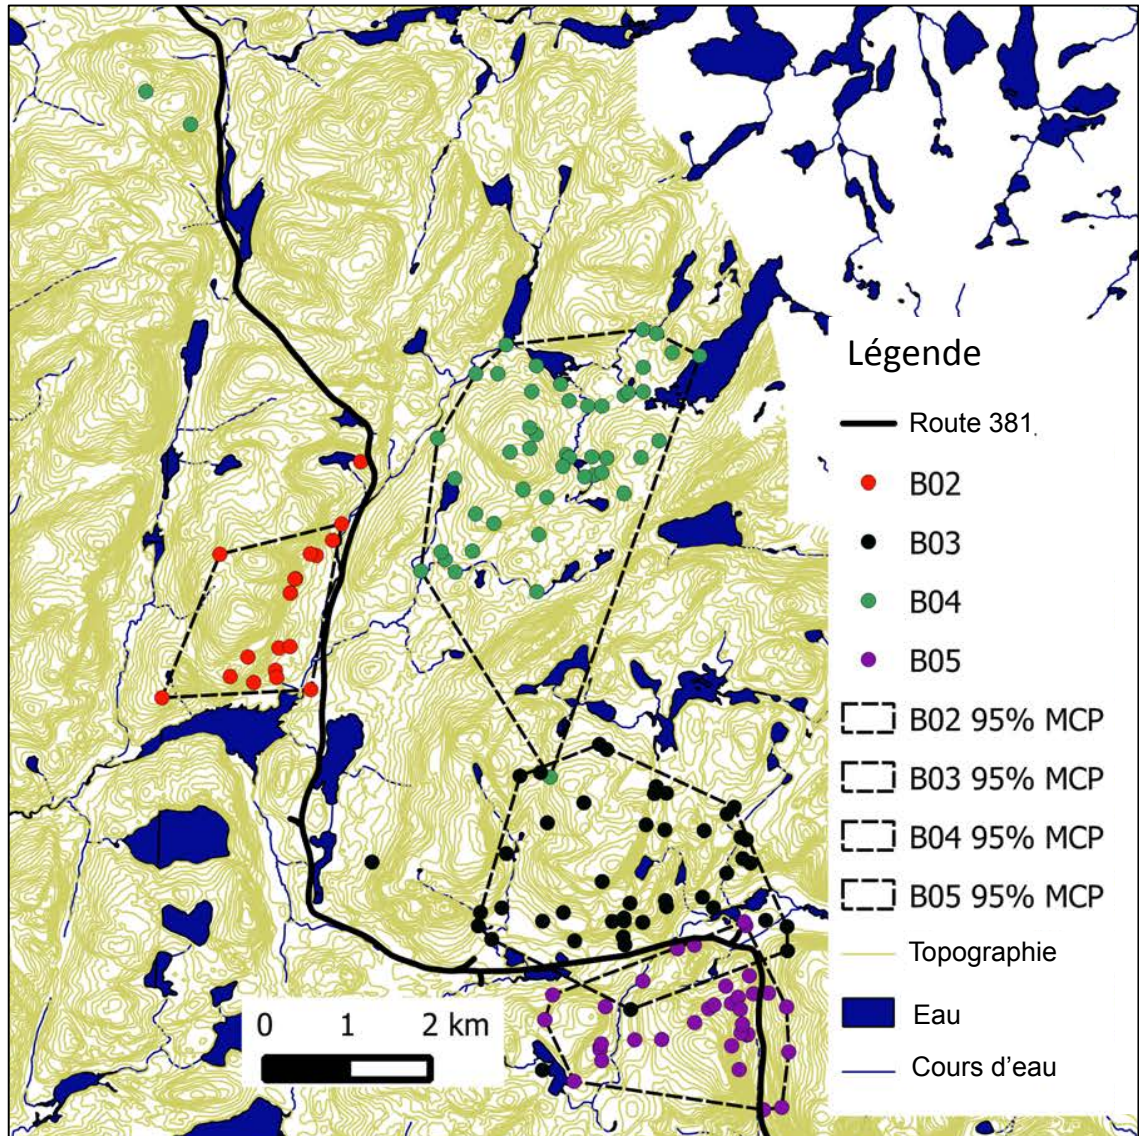 Légende
Route 381.
B02
B03
B04
B05
B02 95% MCP
B03 95% MCP
B04 95% MCP
B05 95% MCP
Topographie
Eau
Cours d'eau
0 1 2 km